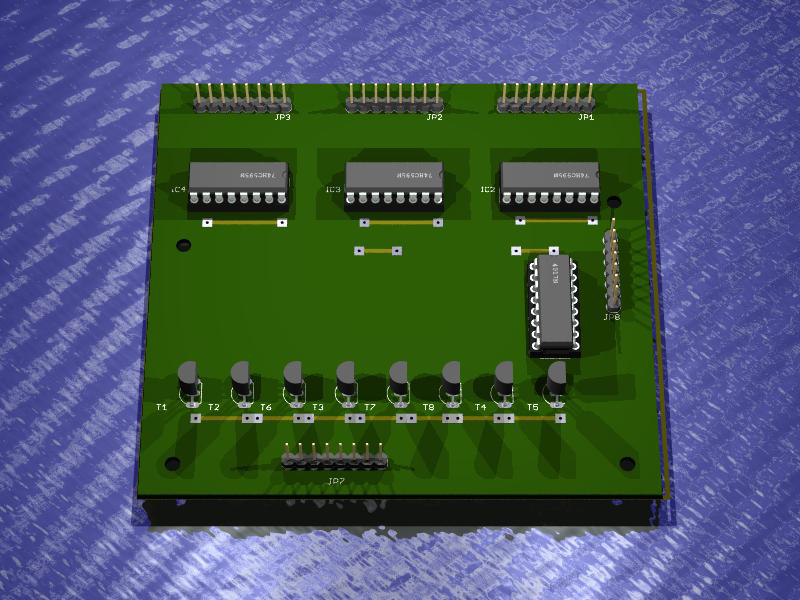 JP3 JP2 JP1
74HC595N 74HC595N 74HC595N
IC4 IC3 IC2
4017N
JP8
T1 T2 T6 T3 T7 T8 T4 T5
JP7